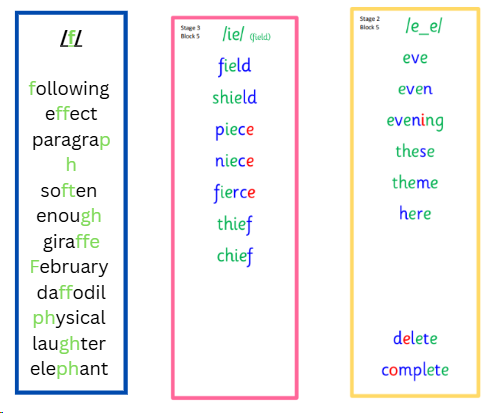 /f/
following
effect
paragrap
h
soften
enough
giraffe
February
daffodil
physical
laughter
elephant
Stage 3
Block 5
/ie/ (field)
field
shield
piece
niece
fierce
thief
chief
Stage 2
Block 5
/e_e/
eve
even
evening
these
theme
here
delete
complete